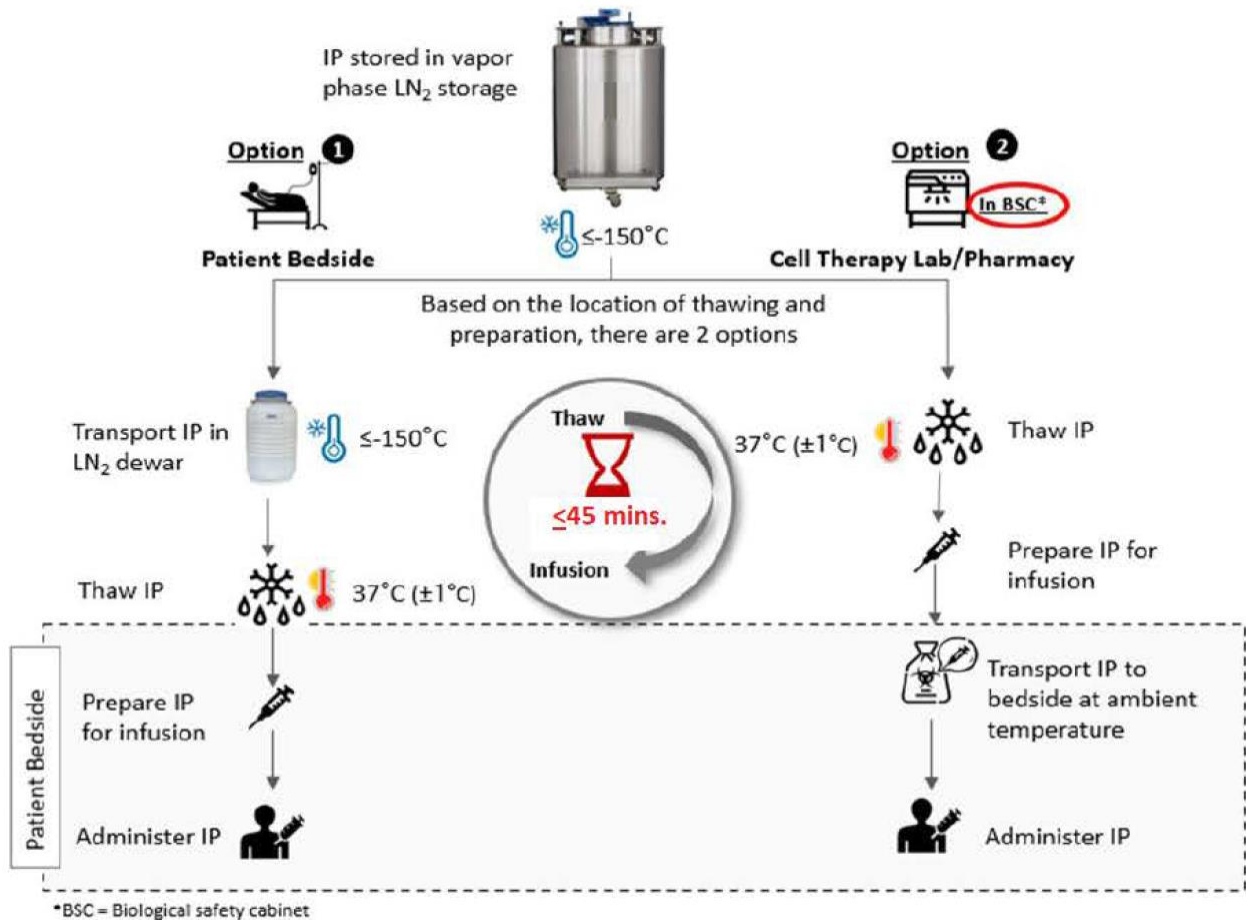 IP stored in vapor
phase LN₂ storage
Option 1
Patient Bedside
≤-150°C
Option 2
In BSC*
Cell Therapy Lab/Pharmacy
Based on the location of thawing and
preparation, there are 2 options
Transport IP in
LN₂ dewar
≤-150°C
Thaw IP
37°C (±1°C)
Thaw
≤45 mins.
Infusion
37°C (±1°C)
Thaw IP
Prepare IP for
infusion
Patient Bedside
Prepare IP
for infusion
Administer IP
Transport IP to
bedside at ambient
temperature
Administer IP
*BSC = Biological safety cabinet